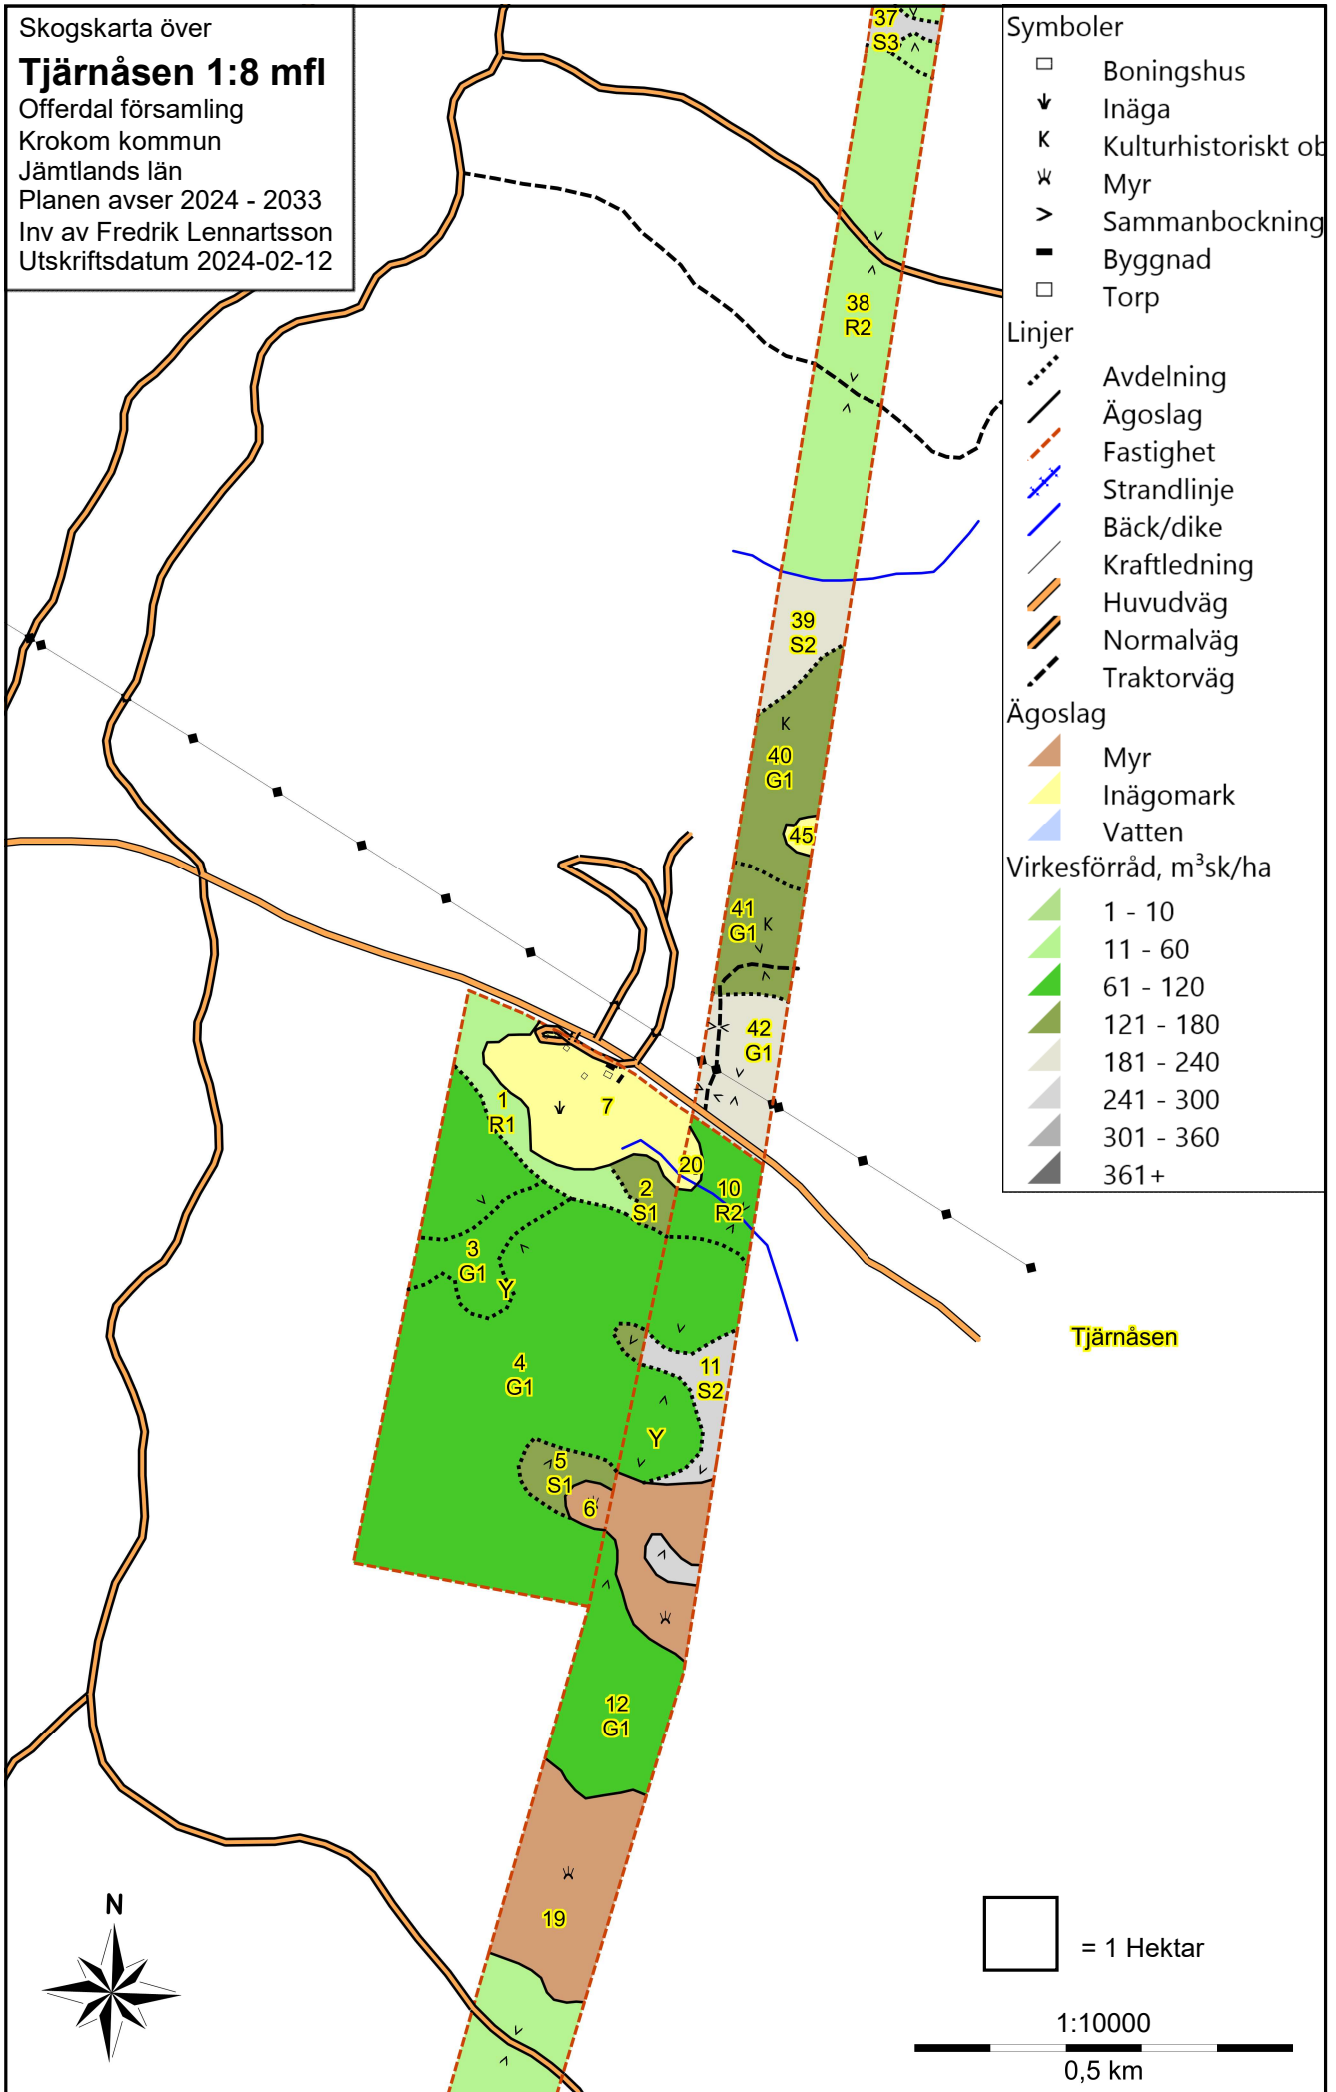 Skogskarta över
Tjärnåsen 1:8 mfl
Offerdal församling
Krokom kommun
Jämtlands län
Planen avser 2024 - 2033
Inv av Fredrik Lennartsson
Utskriftsdatum 2024-02-12
Symboler
Boningshus
Inäga
Kulturhistoriskt ob
Myr
Sammanbockning
Byggnad
Torp
Linjer
Avdelning
Ägoslag
Fastighet
Strandlinje
Bäck/dike
Kraftledning
Huvudväg
Normalväg
Traktorväg
Ägoslag
Myr
Inägomark
Vatten
Virkesförråd, m³sk/ha
1 - 10
11 - 60
61 - 120
121 - 180
181 - 240
241 - 300
301 - 360
361+
37
S3
38
R2
39
S2
K
40
G1
45
41
G1
K
42
G1
1
R1
7
20
2
S1
10
R2
3
G1
Y
4
G1
11
S2
Y
5
S1
6
12
G1
19
Tjärnåsen
N
= 1 Hektar
1:10000
0,5 km